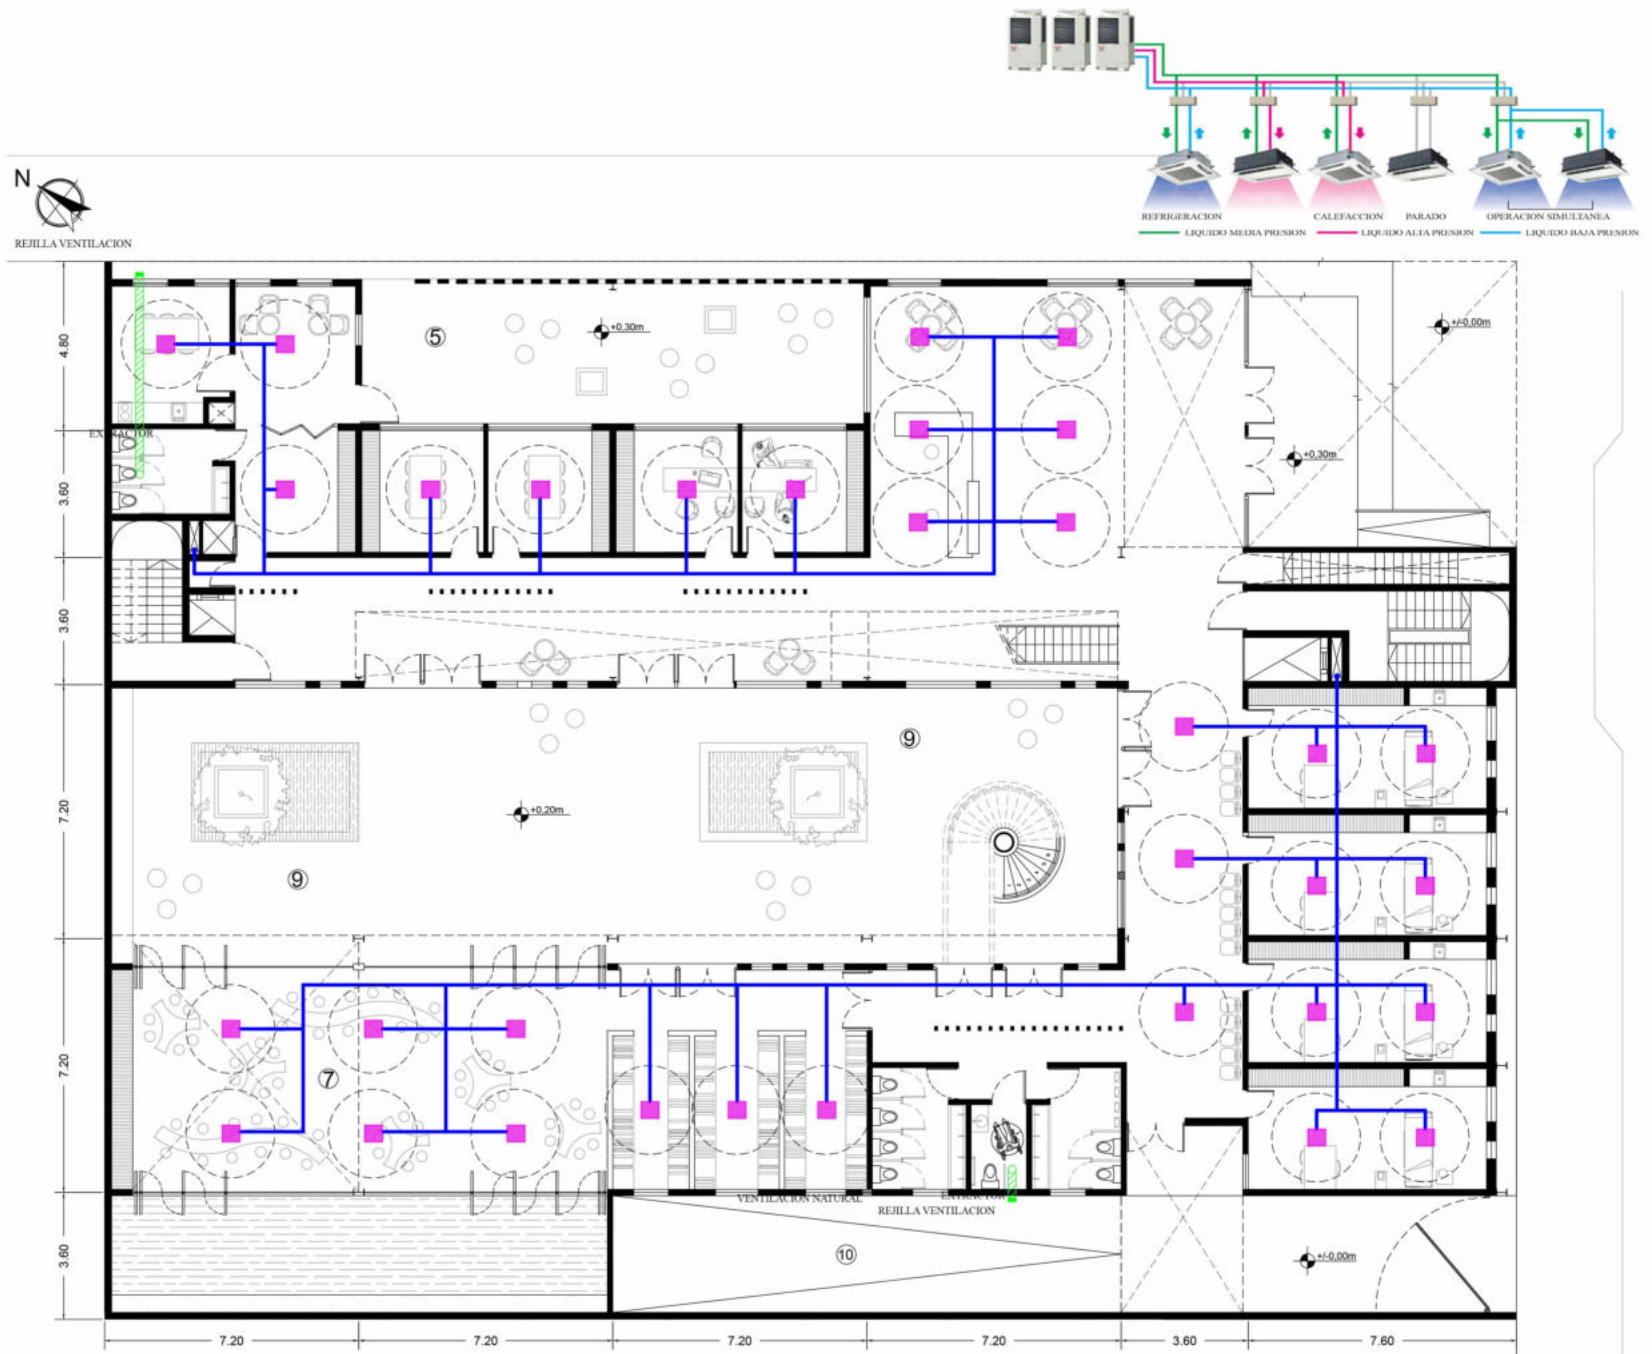 REFRIGERACION
CALEFACCION
PARADO
OPERACION SIMULTANEA
LIQUIDO MEDIA PRESION
LIQUIDO ALTA PRESION
LIQUIDO BAJA PRESION
N
REJILLA VENTILACION
4.80
5
+0,30m
+/-0,00m
EXTRACTOR
+0,30m
3.60
3.60
9
7.20
+0,20m
9
7.20
7
VENTILACION NATURAL
EXTRACTOR
REJILLA VENTILACION
3.60
10
+/-0,00m
7.20
7.20
7.20
7.20
3.60
7.60